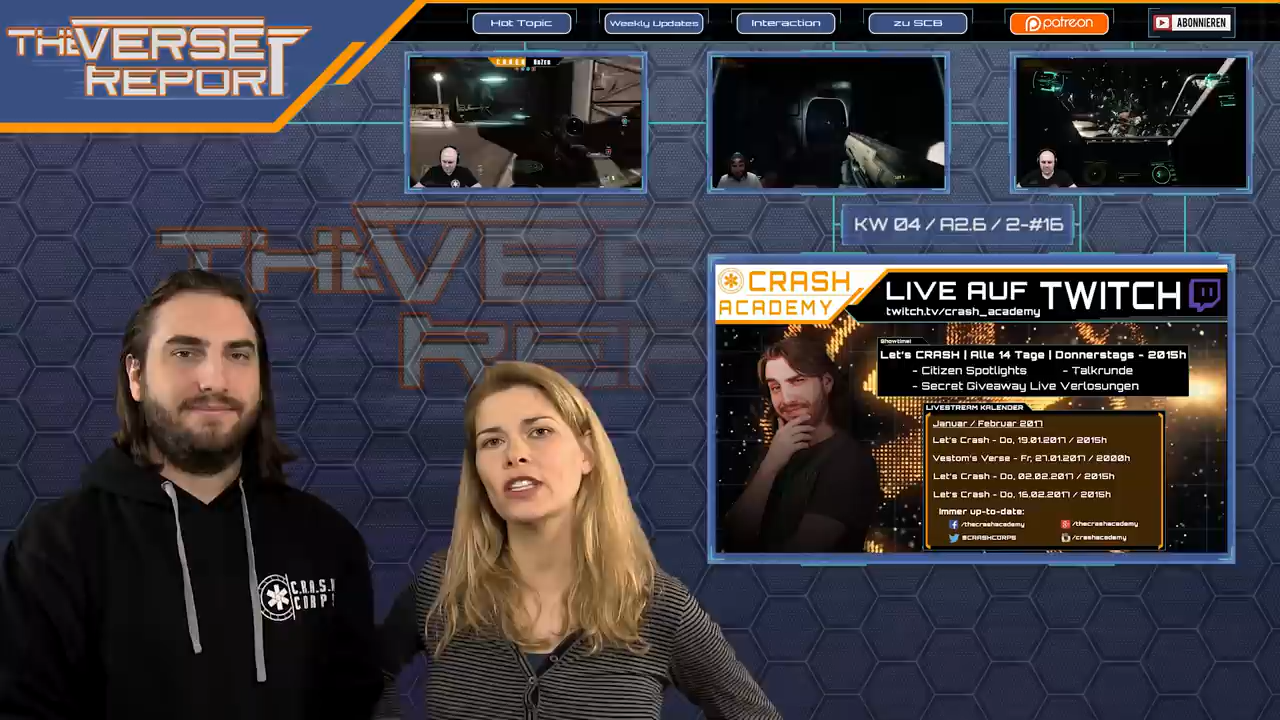 THE VERSE
REPORT
Hot Topic
Weekly Updates
Interaction
zu SCB
patreon
ABONNIEREN
KW 04 / A2.6 / 2-#16
THE VER
REP
CRASH
ACADEMY
LIVE AUF TWITCH
twitch.tv/crash_academy
Showtime!
Let's CRASH | Alle 14 Tage | Donnerstags - 2015h
- Citizen Spotlights - Talkrunde
- Secret Giveaway Live Verlosungen
LIVESTREAM KALENDER
Januar / Februar 2017
Let's Crash - Do, 19.01.2017 / 2015h
Vestom's Verse - Fr, 27.01.2017 / 2000h
Let's Crash - Do, 02.02.2017 / 2015h
Let's Crash - Do, 16.02.2017 / 2015h
Immer up-to-date:
/thecrashacademy /thecrashacademy
@CRASHCORPS /crashacademy
C.R.A.S.H.
CORPS